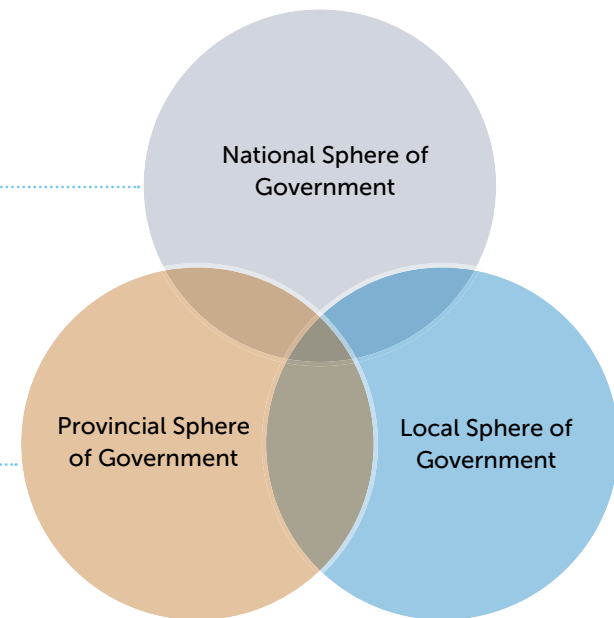 National Sphere of
Government
Provincial Sphere
of Government
Local Sphere of
Government